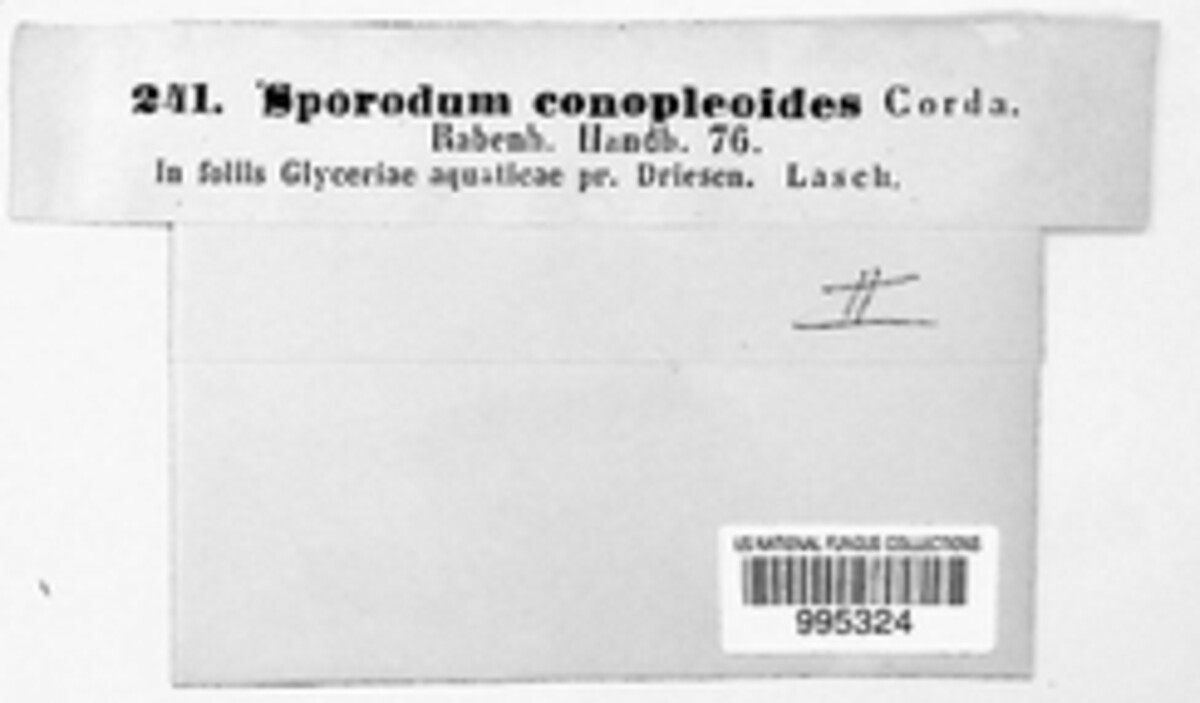 241. Sporodum conopleoides Corda.
Rabenh. Handb. 76.
In foliis Glyceriae aquaticae pr. Driesen. Lasch.
II
US NATIONAL FUNGUS COLLECTIONS
995324